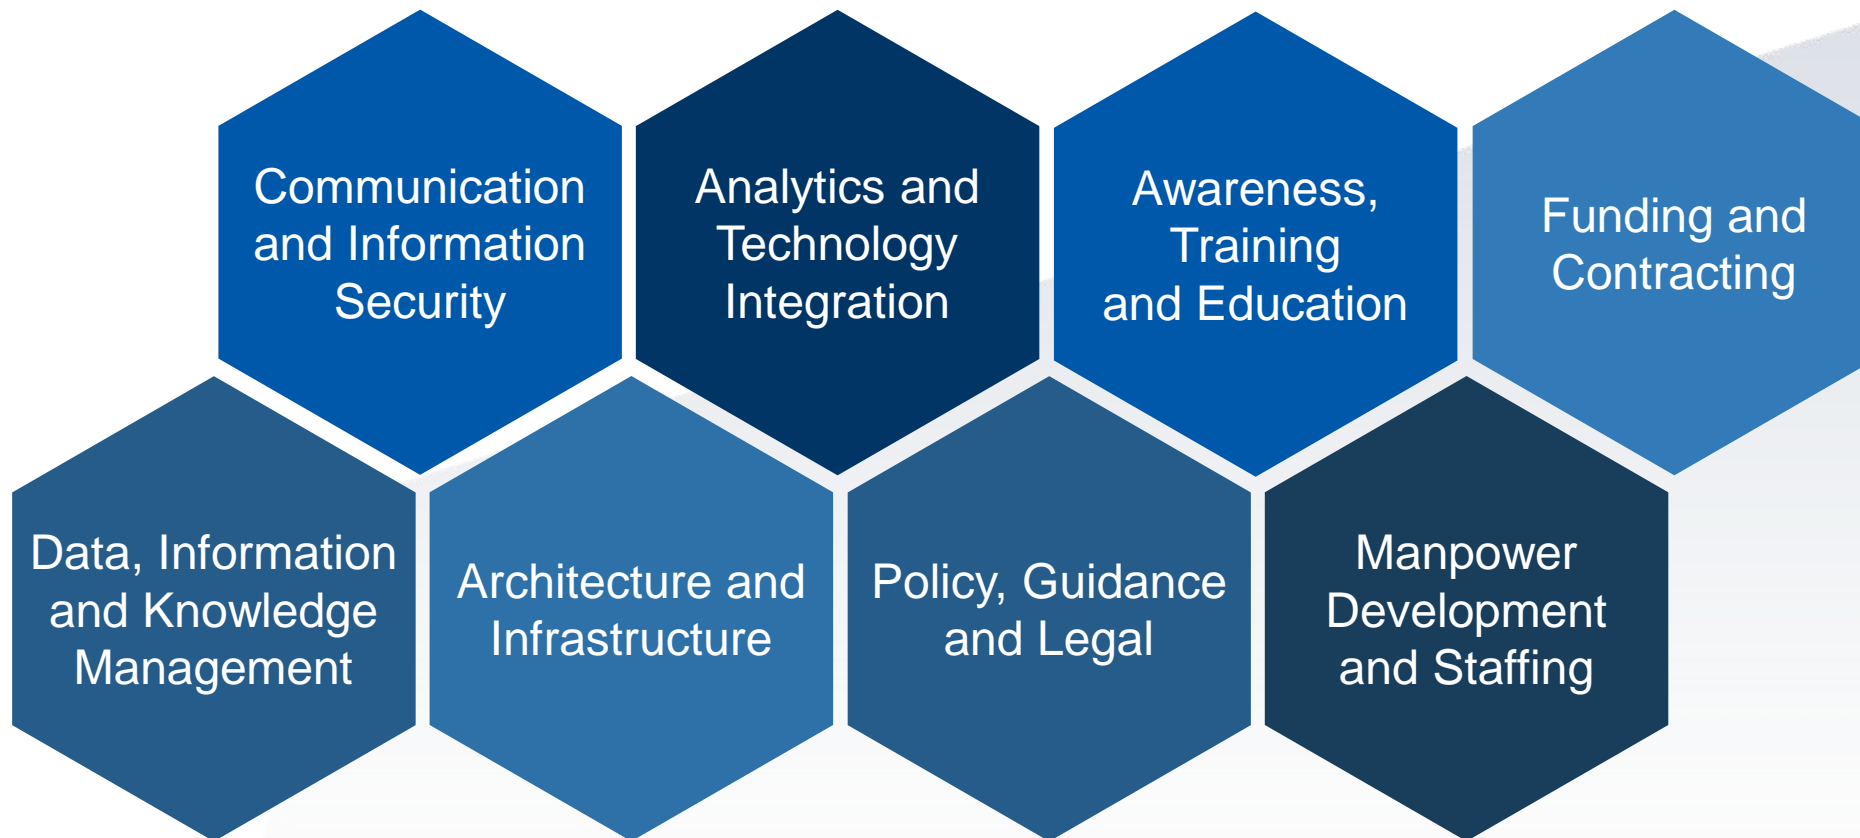 Communication
and Information
Security
Analytics and
Technology
Integration
Awareness,
Training
and Education
Funding and
Contracting
Data, Information
and Knowledge
Management
Architecture and
Infrastructure
Policy, Guidance
and Legal
Manpower
Development
and Staffing